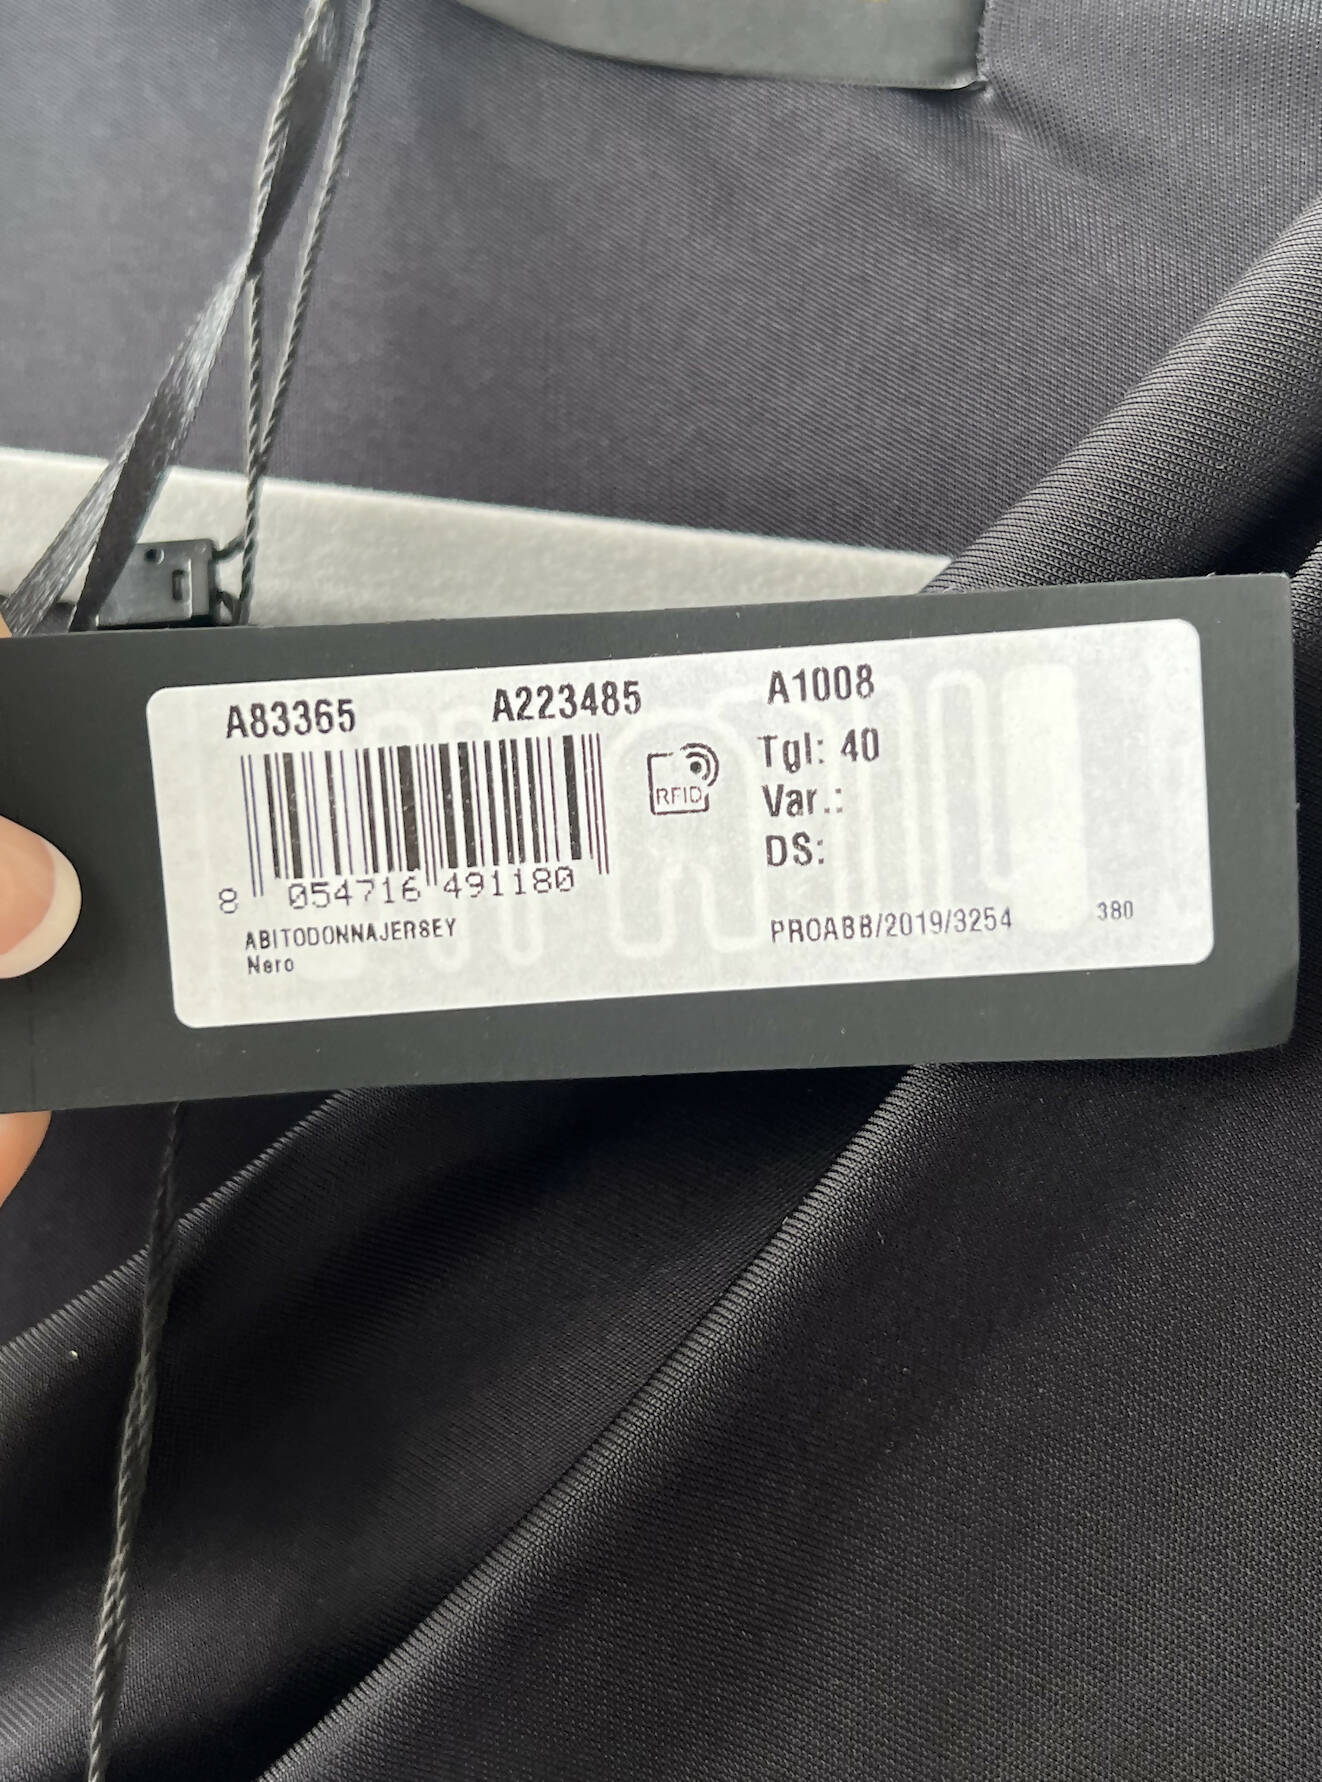 A83365 A223485 A1008
Tgl: 40
RFID
Var.:
DS:
8 054716 491180
ABITODONNAJERSEY
Nero
PROABB/2019/3254 380